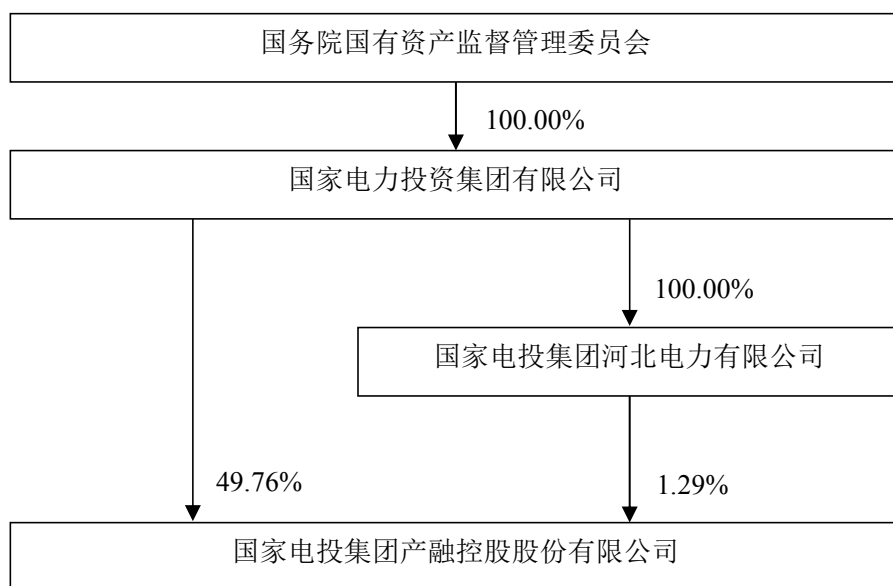 国务院国有资产监督管理委员会
100.00%
国家电力投资集团有限公司
100.00%
国家电投集团河北电力有限公司
49.76%
1.29%
国家电投集团产融控股股份有限公司